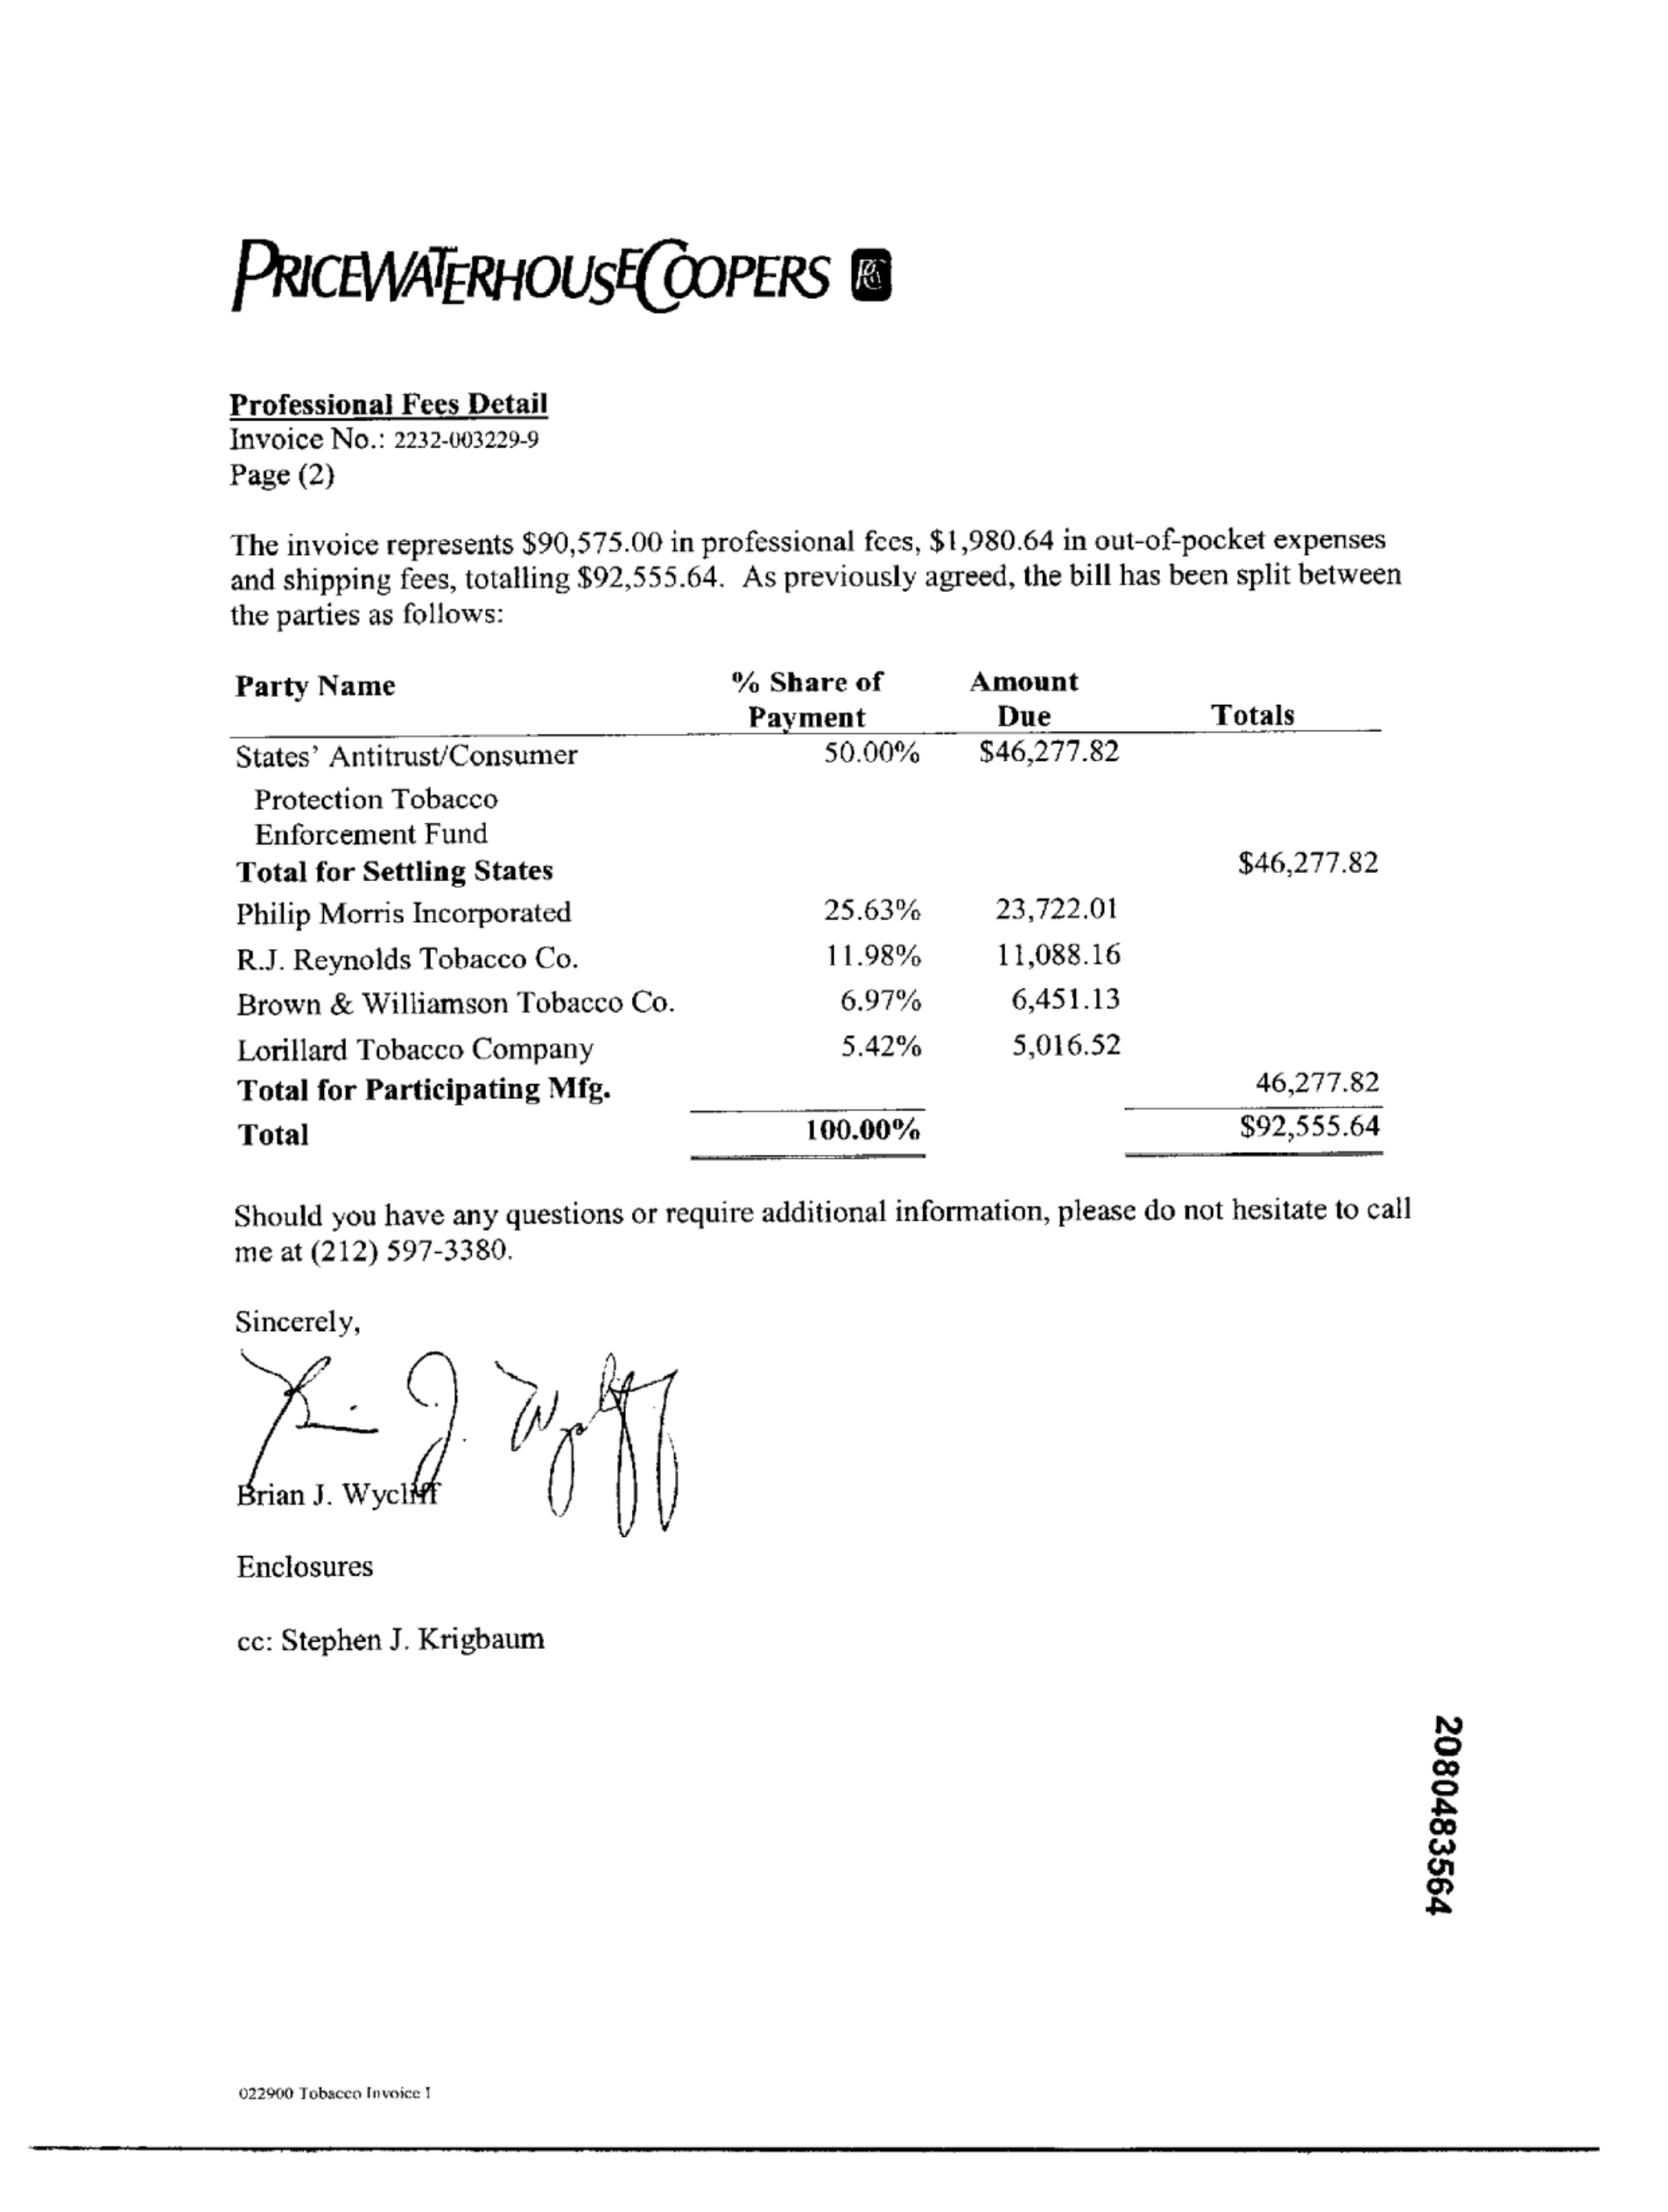 PRICEWATERHOUSECOOPERS
Professional Fees Detail
Invoice No.: 2232-003229-9
Page (2)
The invoice represents $90,575.00 in professional fees, $1,980.64 in out-of-pocket expenses
and shipping fees, totalling $92,555.64. As previously agreed, the bill has been split between
the parties as follows:
Party Name % Share of Payment Amount Due Totals
States' Antitrust/Consumer 50.00% $46,277.82
Protection Tobacco
Enforcement Fund
Total for Settling States $46,277.82
Philip Morris Incorporated 25.63% 23,722.01
R.J. Reynolds Tobacco Co. 11.98% 11,088.16
Brown & Williamson Tobacco Co. 6.97% 6,451.13
Lorillard Tobacco Company 5.42% 5,016.52
Total for Participating Mfg. 46,277.82
Total 100.00% $92,555.64
Should you have any questions or require additional information, please do not hesitate to call
me at (212) 597-3380.
Sincerely,
Brian J. Wycliff
Enclosures
cc: Stephen J. Krigbaum
2080483564
022900 Tobacco Invoice 1